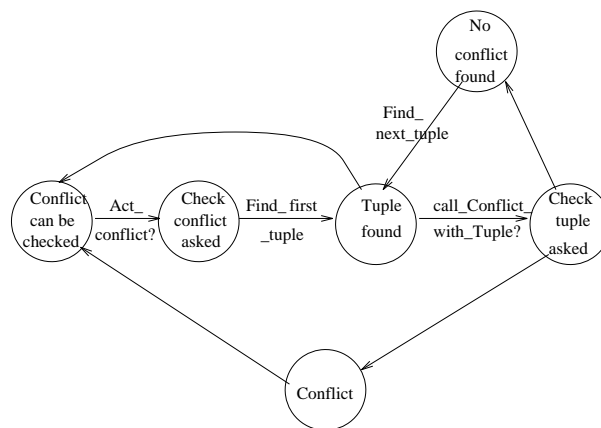 No
conflict
found
Find_
next_tuple
Conflict
can be
checked
Act_
conflict?
Check
conflict
asked
Find_first
_tuple
Tuple
found
call_Conflict_
with_Tuple?
Check
tuple
asked
Conflict